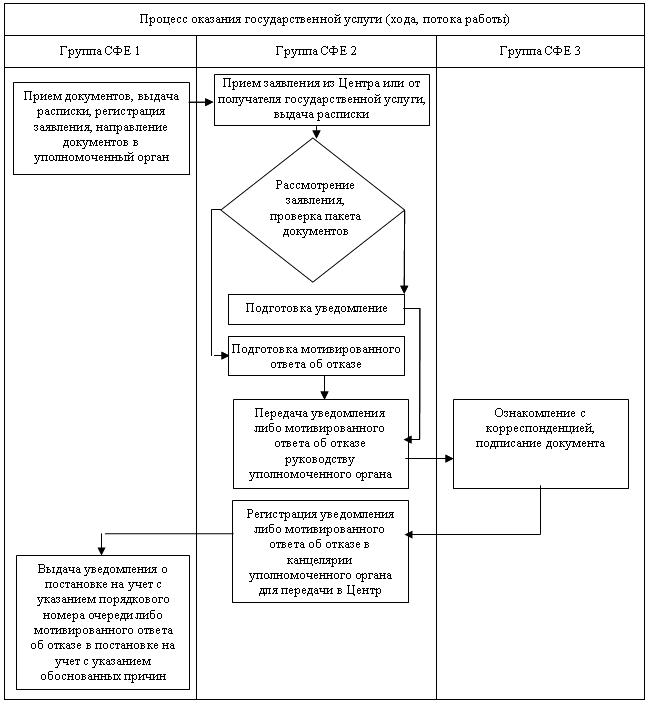 Процесс оказания государственной услуги (хода, потока работы)
Группа СФЕ 1
Группа СФЕ 2
Группа СФЕ 3
Прием документов, выдача
расписки, регистрация
заявления, направление
документов в
уполномоченный орган
Прием заявления из Центра или от
получателя государственной услуги,
выдача расписки
Рассмотрение
заявления,
проверка пакета
документов
Подготовка уведомление
Подготовка мотивированного
ответа об отказе
Передача уведомления
либо мотивированного
ответа об отказе
руководству
уполномоченного органа
Ознакомление с
корреспонденцией,
подписание документа
Регистрация уведомления
либо мотивированного
ответа об отказе в
канцелярии
уполномоченного органа
для передачи в Центр
Выдача уведомления о
постановке на учет с
указанием порядкового
номера очереди либо
мотивированного ответа
об отказе в постановке на
учет с указанием
обоснованных причин